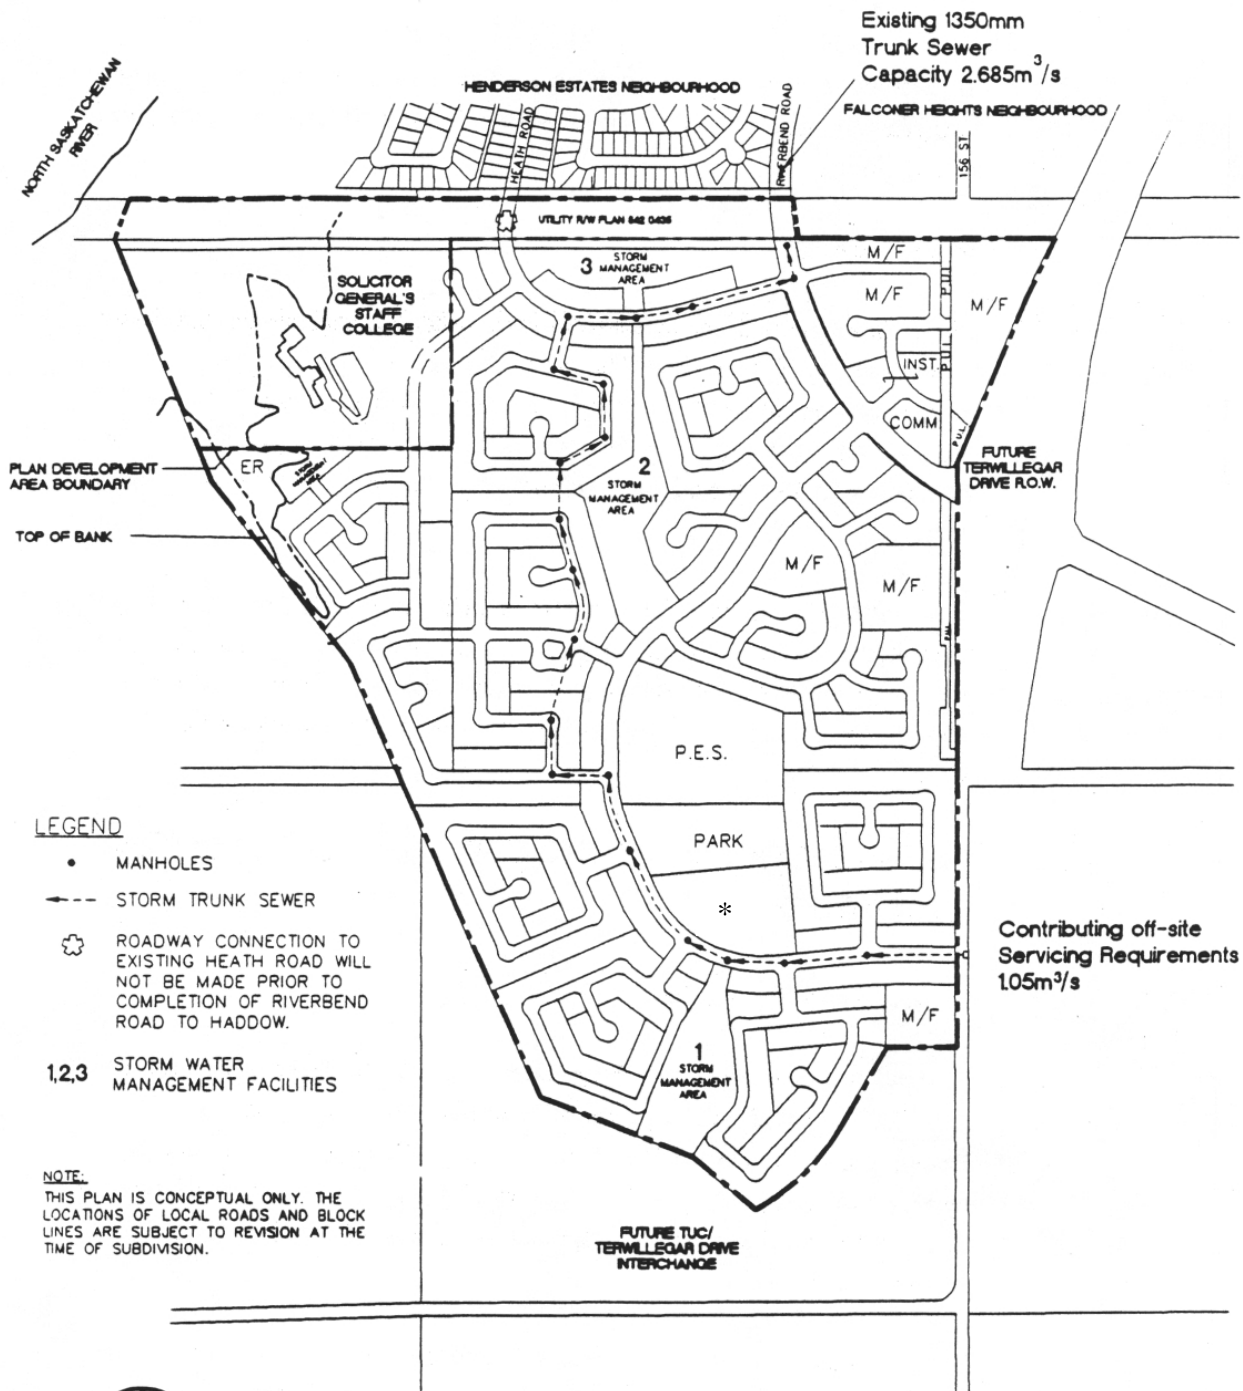 Existing 1350mm
Trunk Sewer
Capacity 2.685m³/s
HENDERSON ESTATES NEIGHBOURHOOD
FALCONER HEIGHTS NEIGHBOURHOOD
NORTH SASKATCHEWAN
RIVER
HEATH ROAD
RIVERBEND ROAD
156 ST
UTILITY R/W PLAN 842 0435
3 STORM
MANAGEMENT
AREA
M/F
M/F
M/F
SOLICITOR
GENERAL'S
STAFF
COLLEGE
INST.
COMM
P.U.L.
PLAN DEVELOPMENT
AREA BOUNDARY
ER
STORM
MANAGEMENT
AREA
2
STORM
MANAGEMENT
AREA
FUTURE
TERWILLEGAR
DRIVE R.O.W.
TOP OF BANK
M/F
M/F
P.E.S.
PARK
*
LEGEND
MANHOLES
STORM TRUNK SEWER
ROADWAY CONNECTION TO
EXISTING HEATH ROAD WILL
NOT BE MADE PRIOR TO
COMPLETION OF RIVERBEND
ROAD TO HADDOW.
1,2,3 STORM WATER
MANAGEMENT FACILITIES
Contributing off-site
Servicing Requirements
1.05m³/s
M/F
1
STORM
MANAGEMENT
AREA
NOTE:
THIS PLAN IS CONCEPTUAL ONLY. THE
LOCATIONS OF LOCAL ROADS AND BLOCK
LINES ARE SUBJECT TO REVISION AT THE
TIME OF SUBDIVISION.
FUTURE TUC/
TERWILLEGAR DRIVE
INTERCHANGE